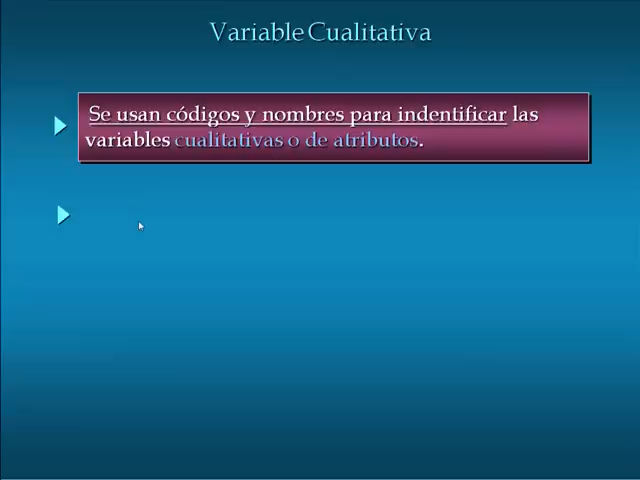 Variable Cualitativa
Se usan códigos y nombres para indentificar las
variables cualitativas o de atributos.